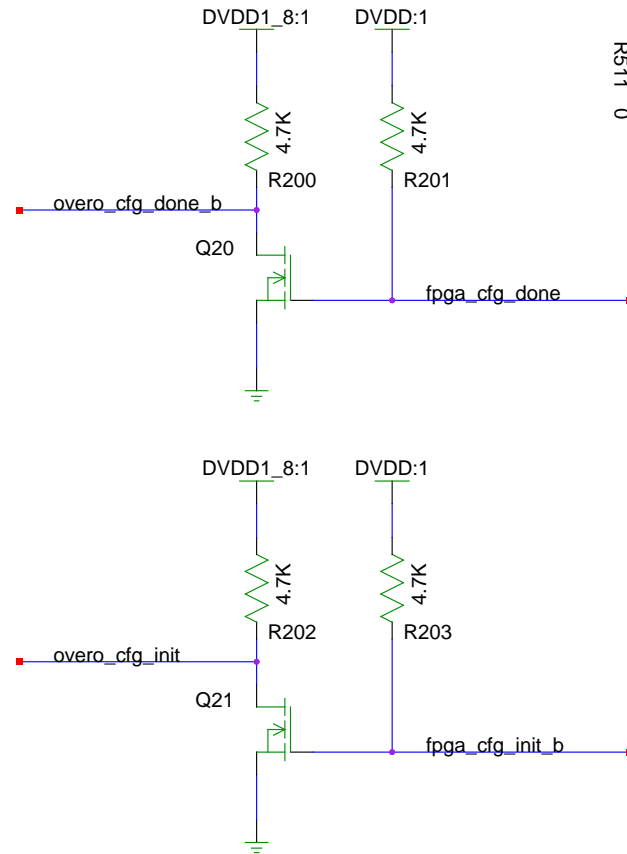 DVDD1_8:1
DVDD:1
R511 0
4.7K
4.7K
R200
R201
overo_cfg_done_b
Q20
fpga_cfg_done
DVDD1_8:1
DVDD:1
4.7K
4.7K
R202
R203
overo_cfg_init
Q21
fpga_cfg_init_b